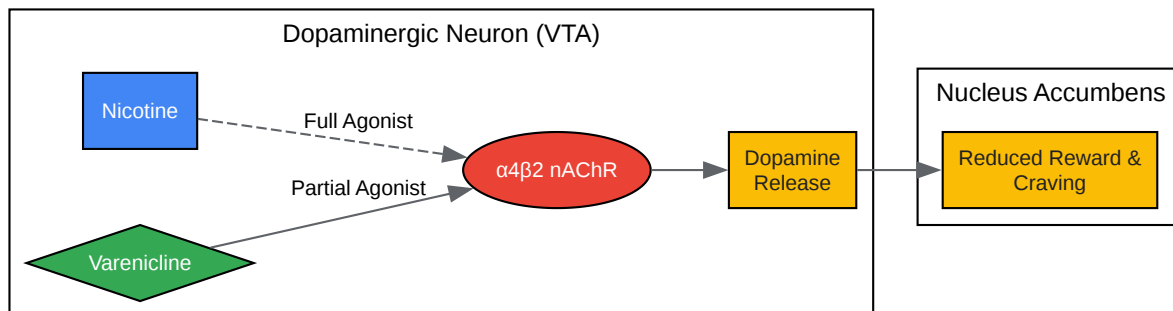 Dopaminergic Neuron (VTA)
Nicotine
Full Agonist
Partial Agonist
Varenicline
α4β2 nAChR
Dopamine
Release
Nucleus Accumbens
Reduced Reward &
Craving